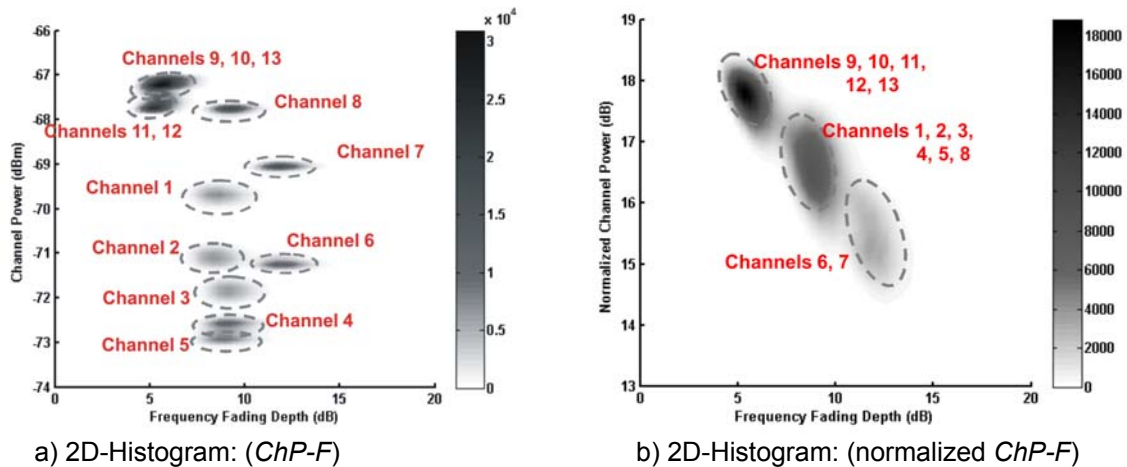 x 10^4
-66
-67
-68
-69
-70
-71
-72
-73
-74
Channel Power (dBm)
Channels 9, 10, 13
Channel 8
Channels 11, 12
Channel 7
Channel 1
Channel 2
Channel 6
Channel 3
Channel 4
Channel 5
0 5 10 15 20
Frequency Fading Depth (dB)
3
2.5
2
1.5
1
0.5
0
a) 2D-Histogram: (ChP-F)
19
18
17
16
15
14
13
Normalized Channel Power (dB)
Channels 9, 10, 11,
12, 13
Channels 1, 2, 3,
4, 5, 8
Channels 6, 7
0 5 10 15 20
Frequency Fading Depth (dB)
18000
16000
14000
12000
10000
8000
6000
4000
2000
0
b) 2D-Histogram: (normalized ChP-F)